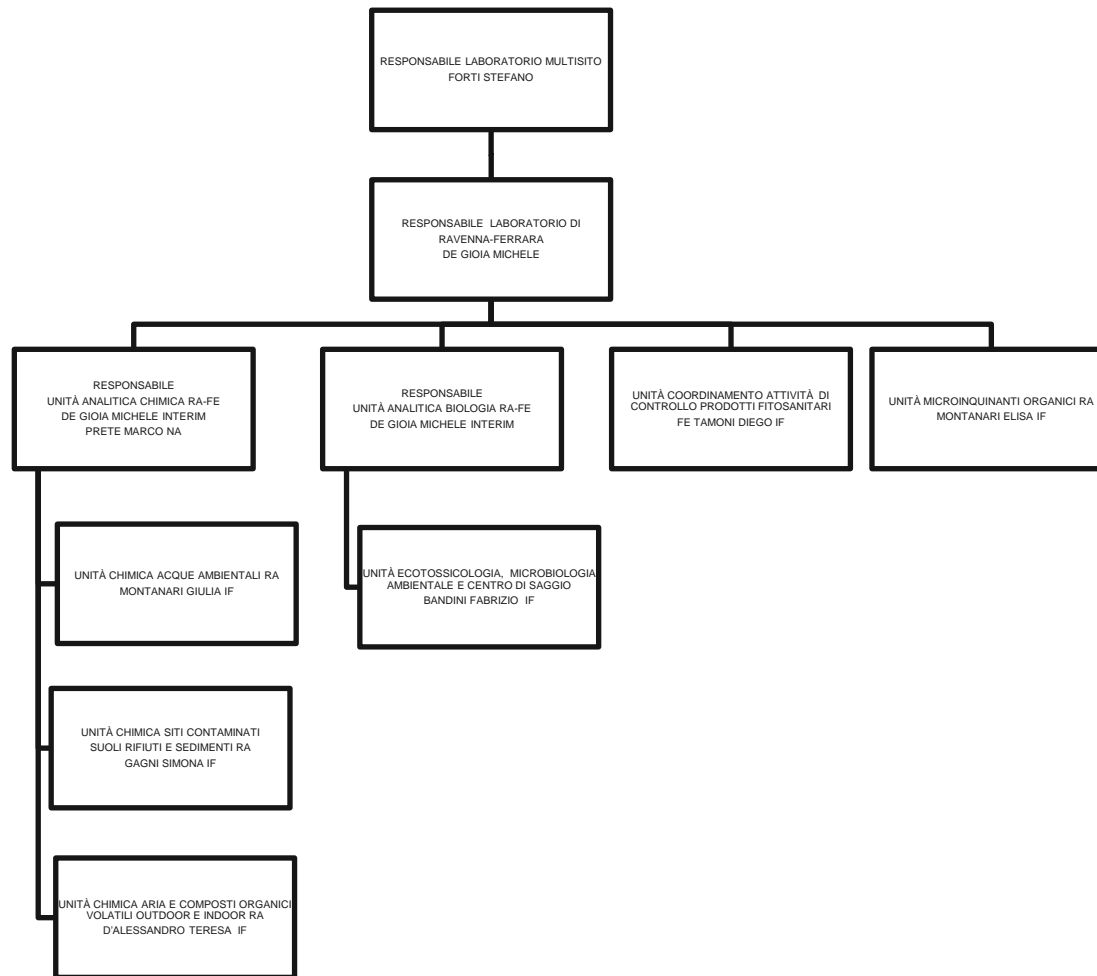 RESPONSABILE LABORATORIO MULTISITO
FORTI STEFANO
RESPONSABILE LABORATORIO DI
RAVENNA-FERRARA
DE GIOIA MICHELE
RESPONSABILE
UNITÀ ANALITICA CHIMICA RA-FE
DE GIOIA MICHELE INTERIM
PRETE MARCO NA
RESPONSABILE
UNITÀ ANALITICA BIOLOGIA RA-FE
DE GIOIA MICHELE INTERIM
UNITÀ COORDINAMENTO ATTIVITÀ DI
CONTROLLO PRODOTTI FITOSANITARI
FE TAMONI DIEGO IF
UNITÀ MICROINQUINANTI ORGANICI RA
MONTANARI ELISA IF
UNITÀ CHIMICA ACQUE AMBIENTALI RA
MONTANARI GIULIA IF
UNITÀ ECOTOSSICOLOGIA, MICROBIOLOGIA
AMBIENTALE E CENTRO DI SAGGIO
BANDINI FABRIZIO IF
UNITÀ CHIMICA SITI CONTAMINATI
SUOLI RIFIUTI E SEDIMENTI RA
GAGNI SIMONA IF
UNITÀ CHIMICA ARIA E COMPOSTI ORGANICI
VOLATILI OUTDOOR E INDOOR RA
D'ALESSANDRO TERESA IF